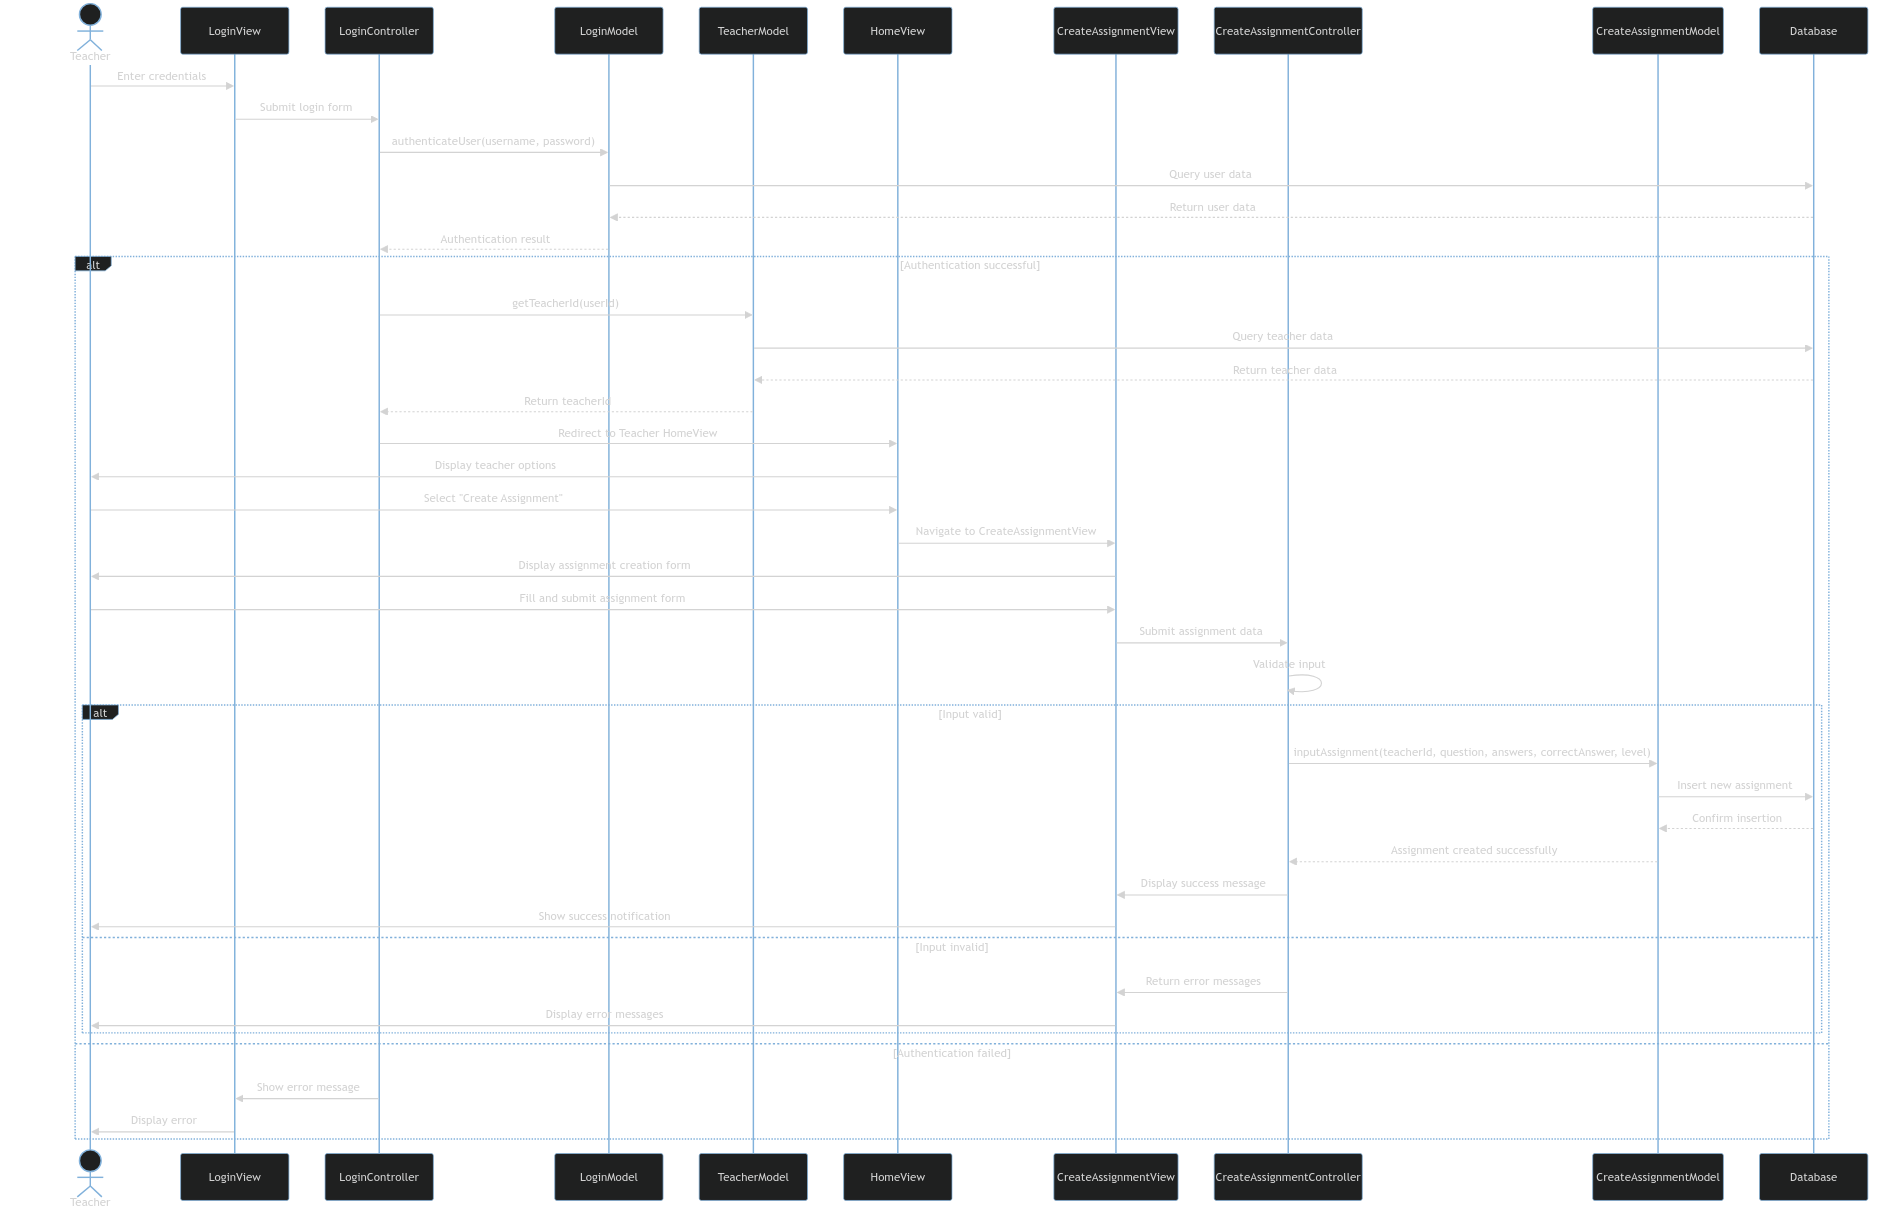 Teacher
LoginView
LoginController
LoginModel
TeacherModel
HomeView
CreateAssignmentView
CreateAssignmentController
CreateAssignmentModel
Database
Enter credentials
Submit login form
authenticateUser(username, password)
Query user data
Return user data
Authentication result
alt
[Authentication successful]
getTeacherId(userId)
Query teacher data
Return teacher data
Return teacherId
Redirect to Teacher HomeView
Display teacher options
Select "Create Assignment"
Navigate to CreateAssignmentView
Display assignment creation form
Fill and submit assignment form
Submit assignment data
Validate input
alt
[Input valid]
inputAssignment(teacherId, question, answers, correctAnswer, level)
Insert new assignment
Confirm insertion
Assignment created successfully
Display success message
Show success notification
[Input invalid]
Return error messages
Display error messages
[Authentication failed]
Show error message
Display error
Teacher
LoginView
LoginController
LoginModel
TeacherModel
HomeView
CreateAssignmentView
CreateAssignmentController
CreateAssignmentModel
Database